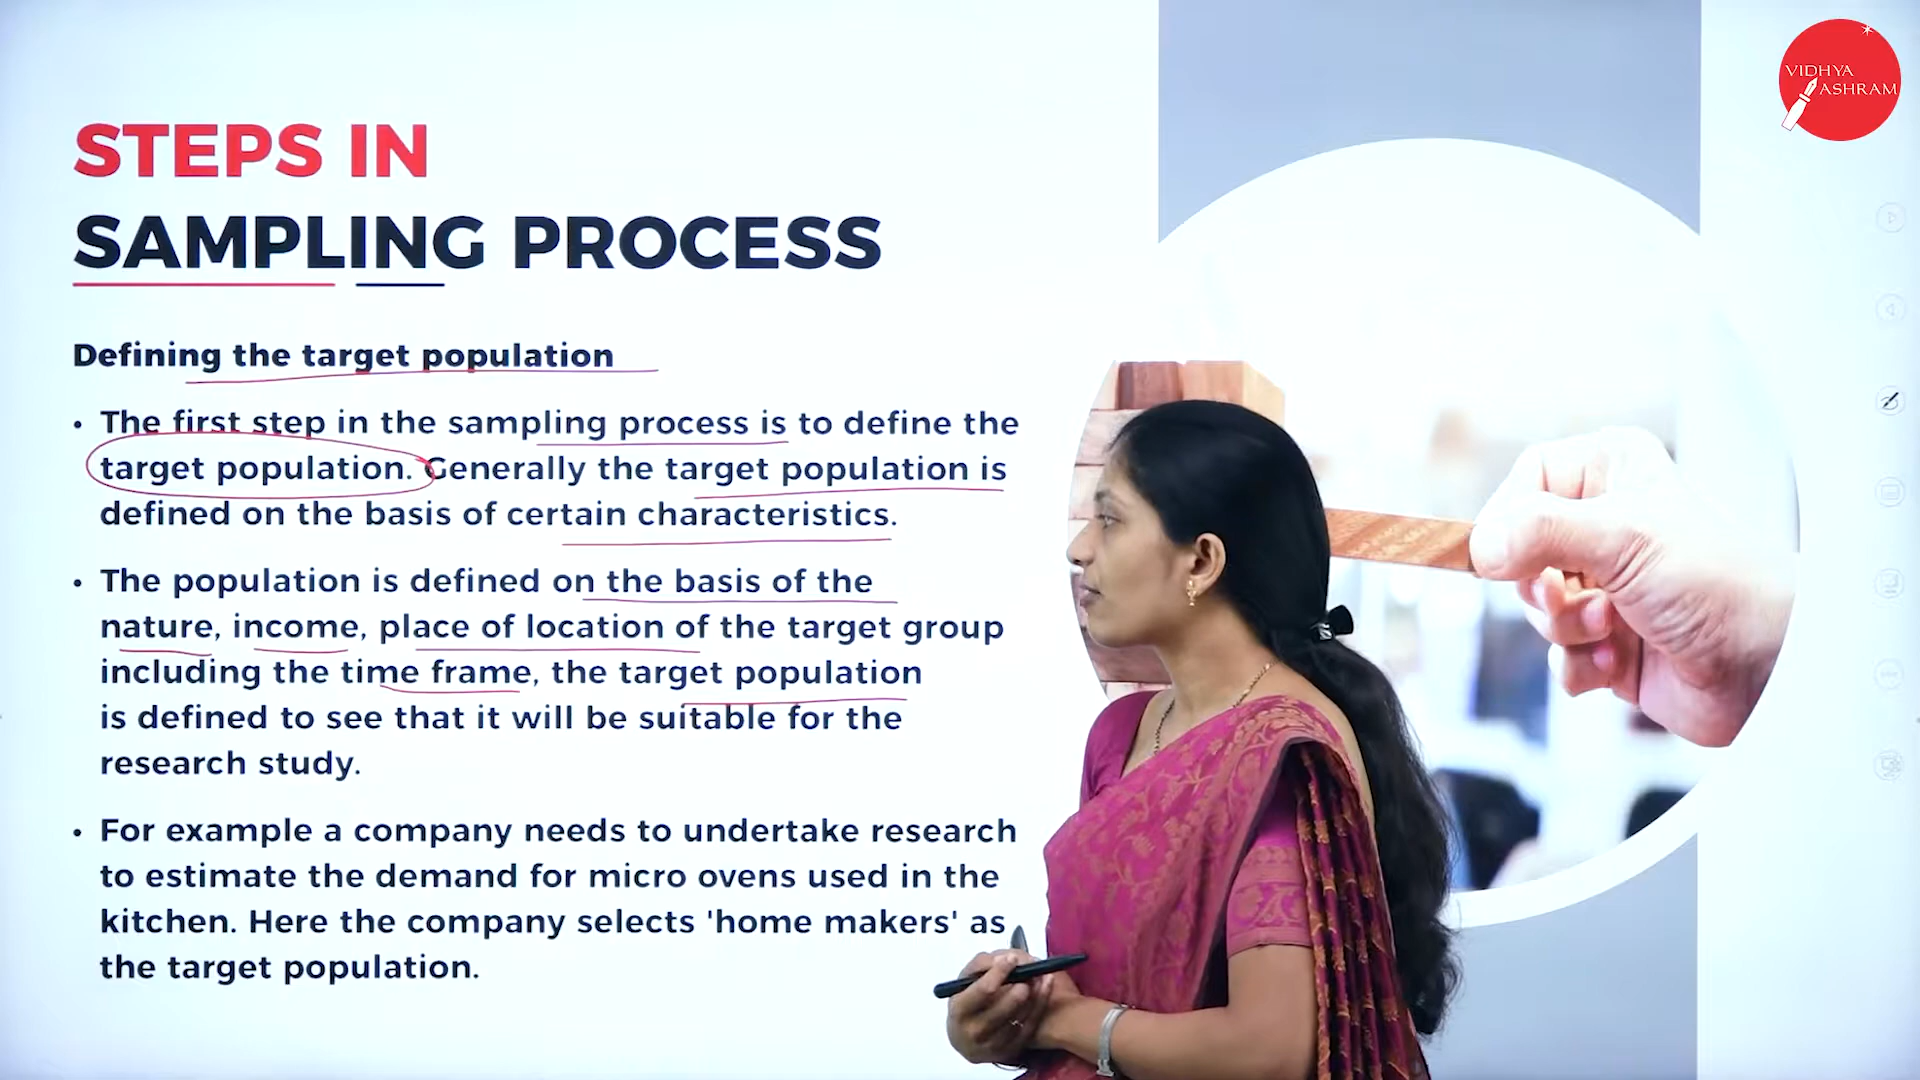 VIDHYA
ASHRAM
STEPS IN
SAMPLING PROCESS
Defining the target population
• The first step in the sampling process is to define the
target population. Generally the target population is
defined on the basis of certain characteristics.
• The population is defined on the basis of the
nature, income, place of location of the target group
including the time frame, the target population
is defined to see that it will be suitable for the
research study.
• For example a company needs to undertake research
to estimate the demand for micro ovens used in the
kitchen. Here the company selects 'home makers' as
the target population.